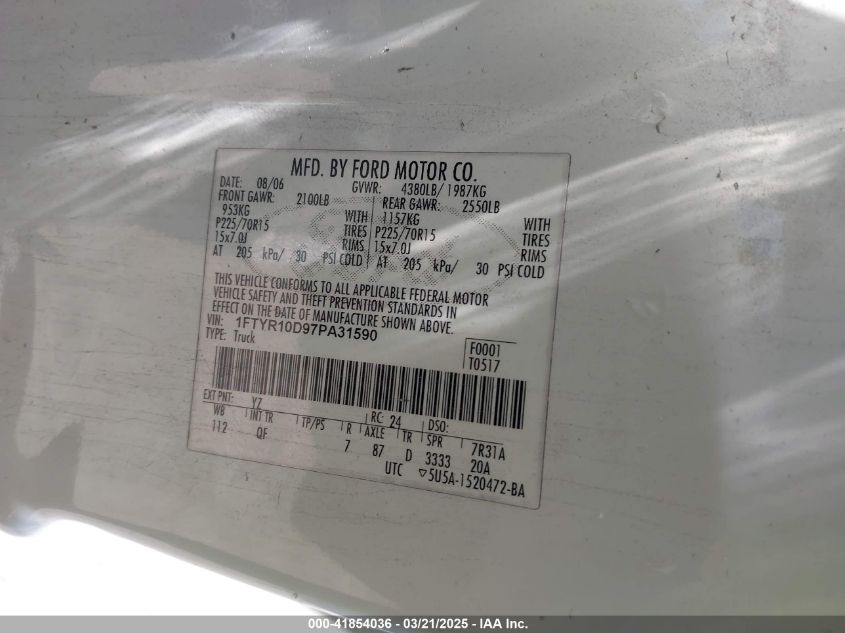 MFD. BY FORD MOTOR CO.
DATE: 08/06 GVWR: 4380LB/ 1987KG
FRONT GAWR: 2100LB REAR GAWR: 2550LB
953KG WITH 1157KG WITH
P225/70R15 TIRES P225/70R15 TIRES
15x7.0J RIMS 15x7.0J RIMS
AT 205 kPa/ 30 PSI COLD AT 205 kPa/ 30 PSI COLD
THIS VEHICLE CONFORMS TO ALL APPLICABLE FEDERAL MOTOR
VEHICLE SAFETY AND THEFT PREVENTION STANDARDS IN
EFFECT ON THE DATE OF MANUFACTURE SHOWN ABOVE.
VIN: 1FTYR10D97PA31590 F0001
TYPE: Truck T0517
EXT PNT: YZ RC: 24 DSO:
WB INT TR TP/PS R AXLE TR SPR 7R31A
112 QF 7 87 D 3333 20A
UTC ▽5U5A-1520472-BA
000-41854036 - 03/21/2025 - IAA Inc.